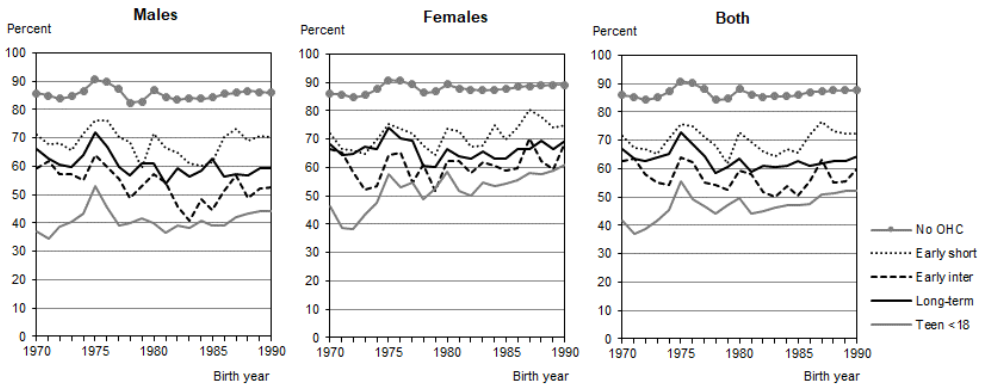 Males
Percent
100
90
80
70
60
50
40
30
20
10
0
1970 1975 1980 1985 1990
Birth year
Females
Percent
100
90
80
70
60
50
40
30
20
10
0
1970 1975 1980 1985 1990
Birth year
Both
Percent
100
90
80
70
60
50
40
30
20
10
0
1970 1975 1980 1985 1990
Birth year
No OHC
Early short
Early inter
Long-term
Teen <18